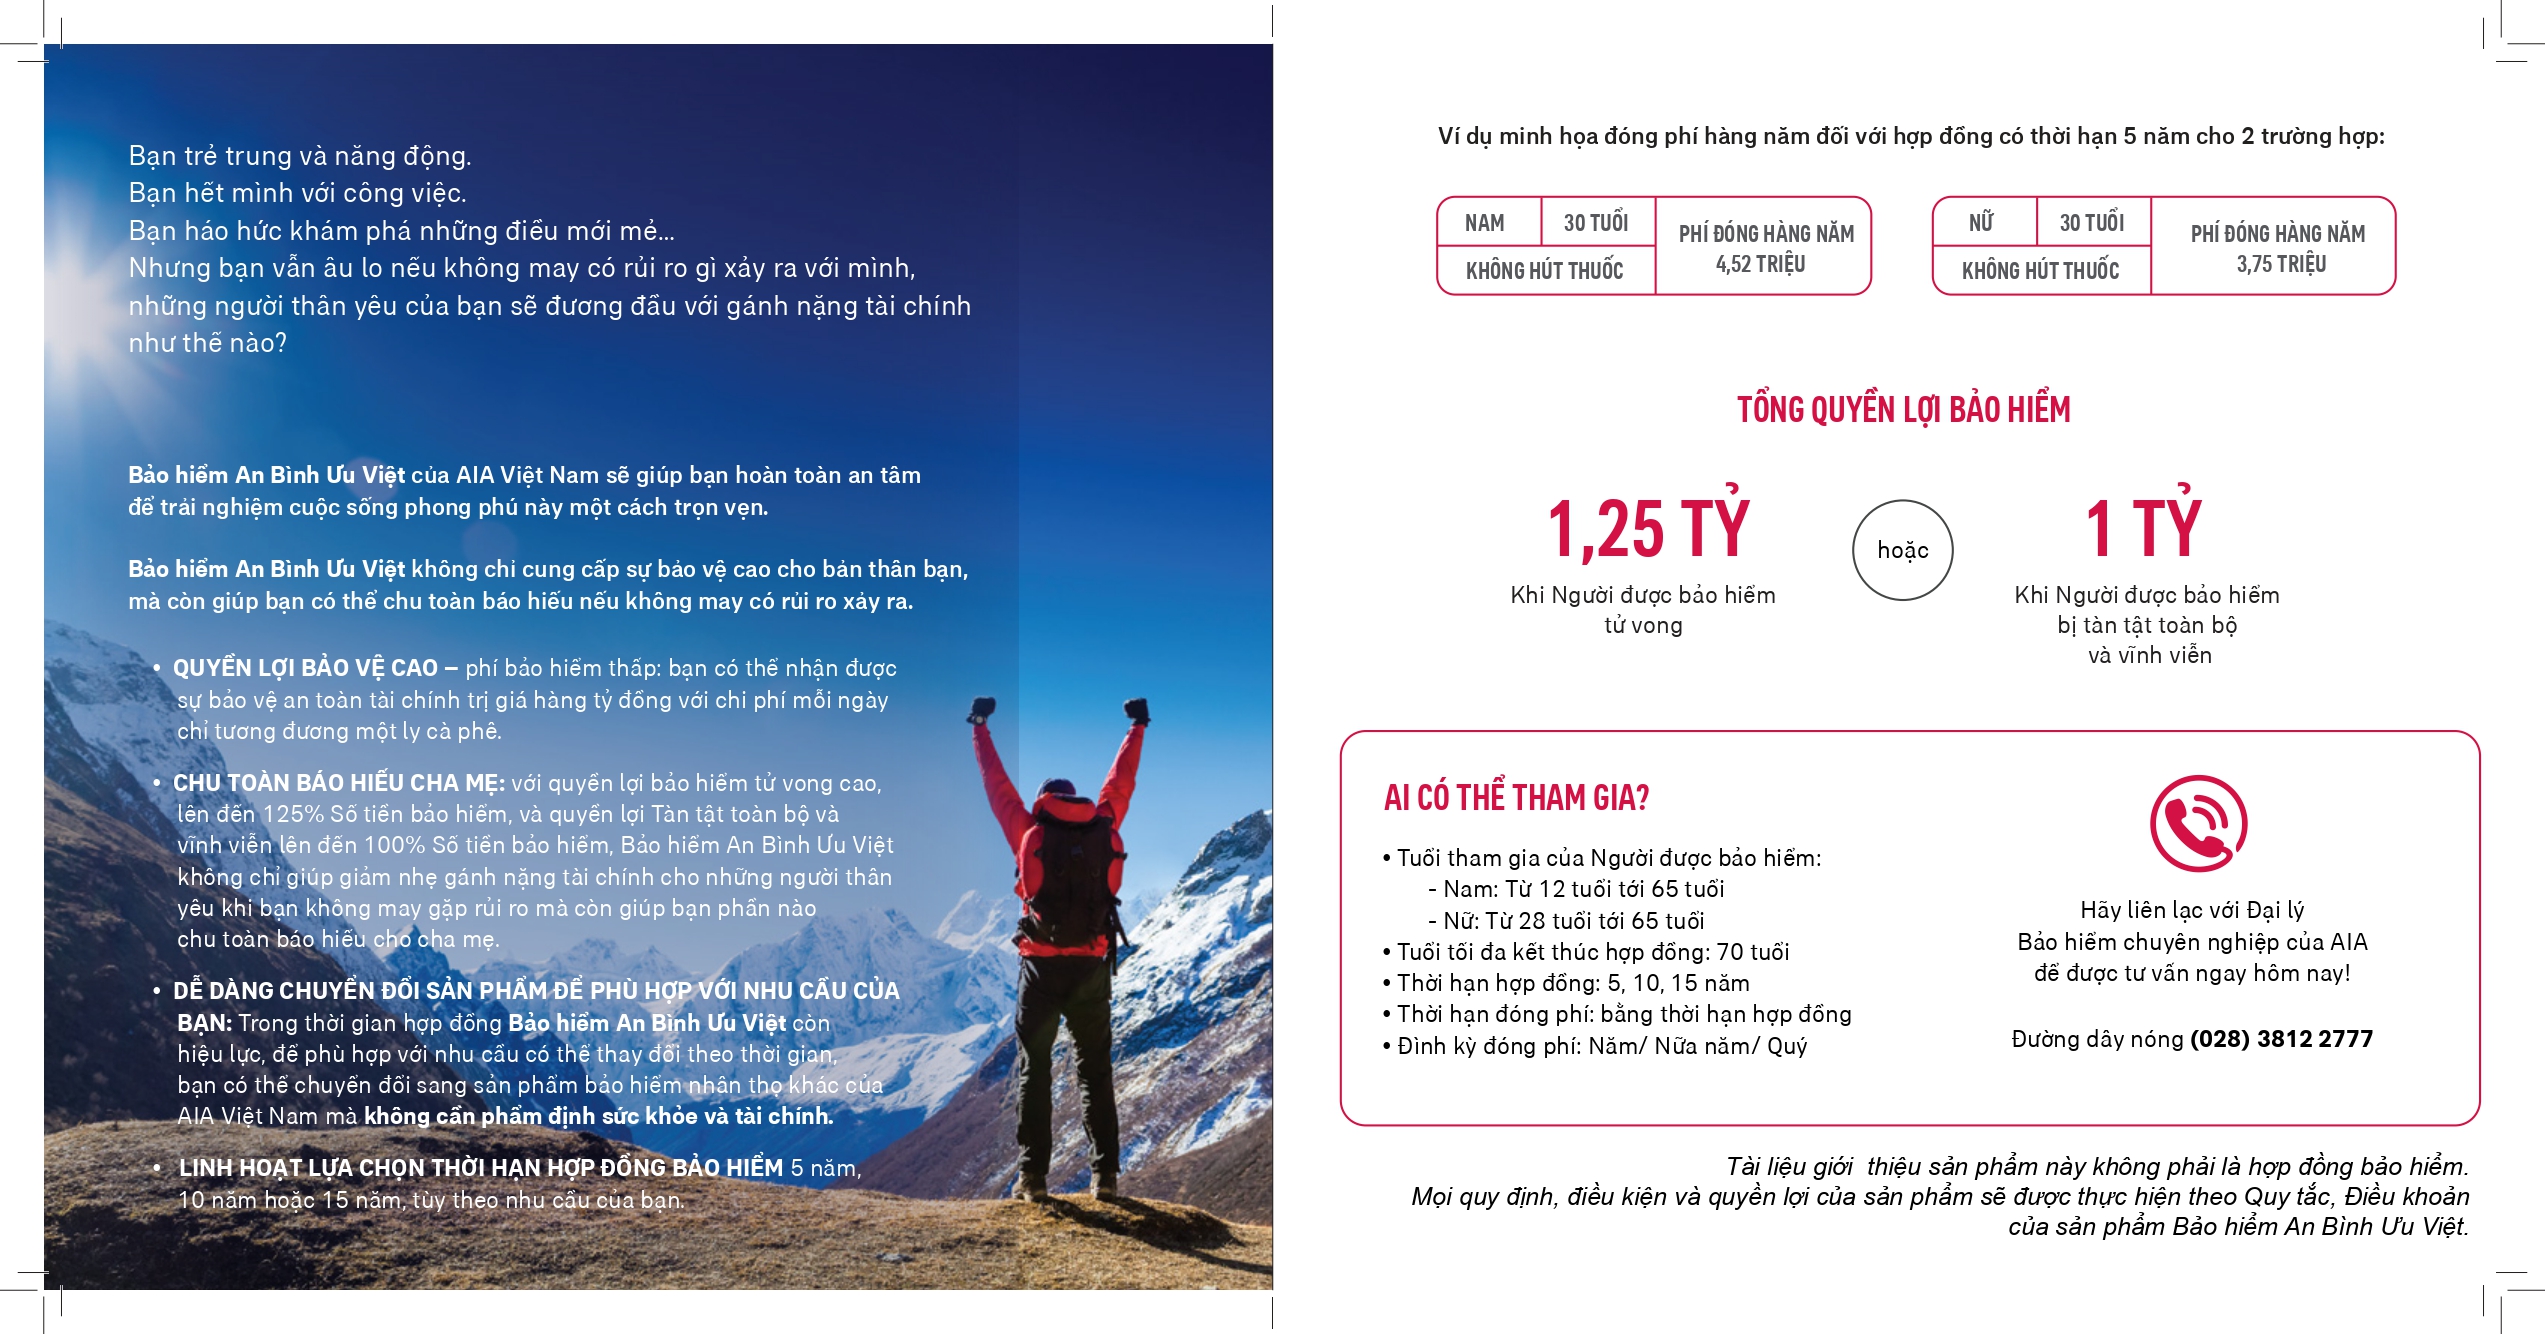 Bạn trẻ trung và năng động.
Bạn hết mình với công việc.
Bạn háo hức khám phá những điều mới mẻ...
Nhưng bạn vẫn âu lo nếu không may có rủi ro gì xảy ra với mình,
những người thân yêu của bạn sẽ đương đầu với gánh nặng tài chính
như thế nào?
Bảo hiểm An Bình Ưu Việt của AIA Việt Nam sẽ giúp bạn hoàn toàn an tâm
để trải nghiệm cuộc sống phong phú này một cách trọn vẹn.
Bảo hiểm An Bình Ưu Việt không chỉ cung cấp sự bảo vệ cao cho bản thân bạn,
mà còn giúp bạn có thể chu toàn báo hiếu nếu không may có rủi ro xảy ra.
• QUYỀN LỢI BẢO VỆ CAO – phí bảo hiểm thấp: bạn có thể nhận được
sự bảo vệ an toàn tài chính trị giá hàng tỷ đồng với chi phí mỗi ngày
chỉ tương đương một ly cà phê.
• CHU TOÀN BÁO HIẾU CHA MẸ: với quyền lợi bảo hiểm tử vong cao,
lên đến 125% Số tiền bảo hiểm, và quyền lợi Tàn tật toàn bộ và
vĩnh viễn lên đến 100% Số tiền bảo hiểm, Bảo hiểm An Bình Ưu Việt
không chỉ giúp giảm nhẹ gánh nặng tài chính cho những người thân
yêu khi bạn không may gặp rủi ro mà còn giúp bạn phần nào
chu toàn báo hiếu cho cha mẹ.
• DỄ DÀNG CHUYỂN ĐỔI SẢN PHẨM ĐỂ PHÙ HỢP VỚI NHU CẦU CỦA
BẠN: Trong thời gian hợp đồng Bảo hiểm An Bình Ưu Việt còn
hiệu lực, để phù hợp với nhu cầu có thể thay đổi theo thời gian,
bạn có thể chuyển đổi sang sản phẩm bảo hiểm nhân thọ khác của
AIA Việt Nam mà không cần phẩm định sức khỏe và tài chính.
• LINH HOẠT LỰA CHỌN THỜI HẠN HỢP ĐỒNG BẢO HIỂM 5 năm,
10 năm hoặc 15 năm, tùy theo nhu cầu của bạn.
Ví dụ minh họa đóng phí hàng năm đối với hợp đồng có thời hạn 5 năm cho 2 trường hợp:
NAM
30 TUỔI
KHÔNG HÚT THUỐC
PHÍ ĐÓNG HÀNG NĂM
4,52 TRIỆU
NỮ
30 TUỔI
KHÔNG HÚT THUỐC
PHÍ ĐÓNG HÀNG NĂM
3,75 TRIỆU
TỔNG QUYỀN LỢI BẢO HIỂM
1,25 TỶ
Khi Người được bảo hiểm
tử vong
hoặc
1 TỶ
Khi Người được bảo hiểm
bị tàn tật toàn bộ
và vĩnh viễn
AI CÓ THỂ THAM GIA?
• Tuổi tham gia của Người được bảo hiểm:
- Nam: Từ 12 tuổi tới 65 tuổi
- Nữ: Từ 28 tuổi tới 65 tuổi
• Tuổi tối đa kết thúc hợp đồng: 70 tuổi
• Thời hạn hợp đồng: 5, 10, 15 năm
• Thời hạn đóng phí: bằng thời hạn hợp đồng
• Đình kỳ đóng phí: Năm/ Nữa năm/ Quý
Hãy liên lạc với Đại lý
Bảo hiểm chuyên nghiệp của AIA
để được tư vấn ngay hôm nay!
Đường dây nóng (028) 3812 2777
Tài liệu giới thiệu sản phẩm này không phải là hợp đồng bảo hiểm.
Mọi quy định, điều kiện và quyền lợi của sản phẩm sẽ được thực hiện theo Quy tắc, Điều khoản
của sản phẩm Bảo hiểm An Bình Ưu Việt.